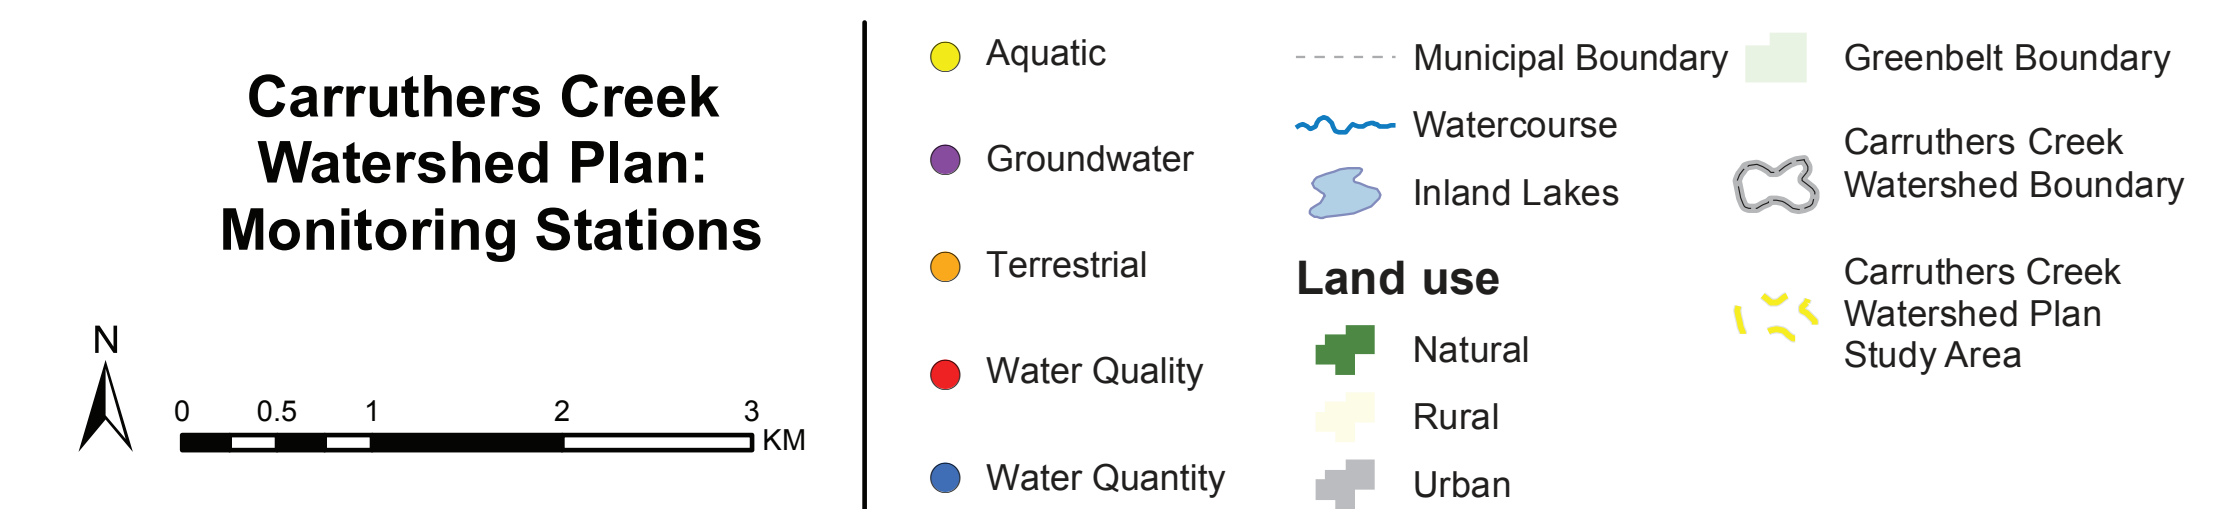 Carruthers Creek
Watershed Plan:
Monitoring Stations
N
0 0.5 1 2 3
KM
Aquatic
Groundwater
Terrestrial
Water Quality
Water Quantity
Municipal Boundary
Watercourse
Inland Lakes
Land use
Natural
Rural
Urban
Greenbelt Boundary
Carruthers Creek
Watershed Boundary
Carruthers Creek
Watershed Plan
Study Area